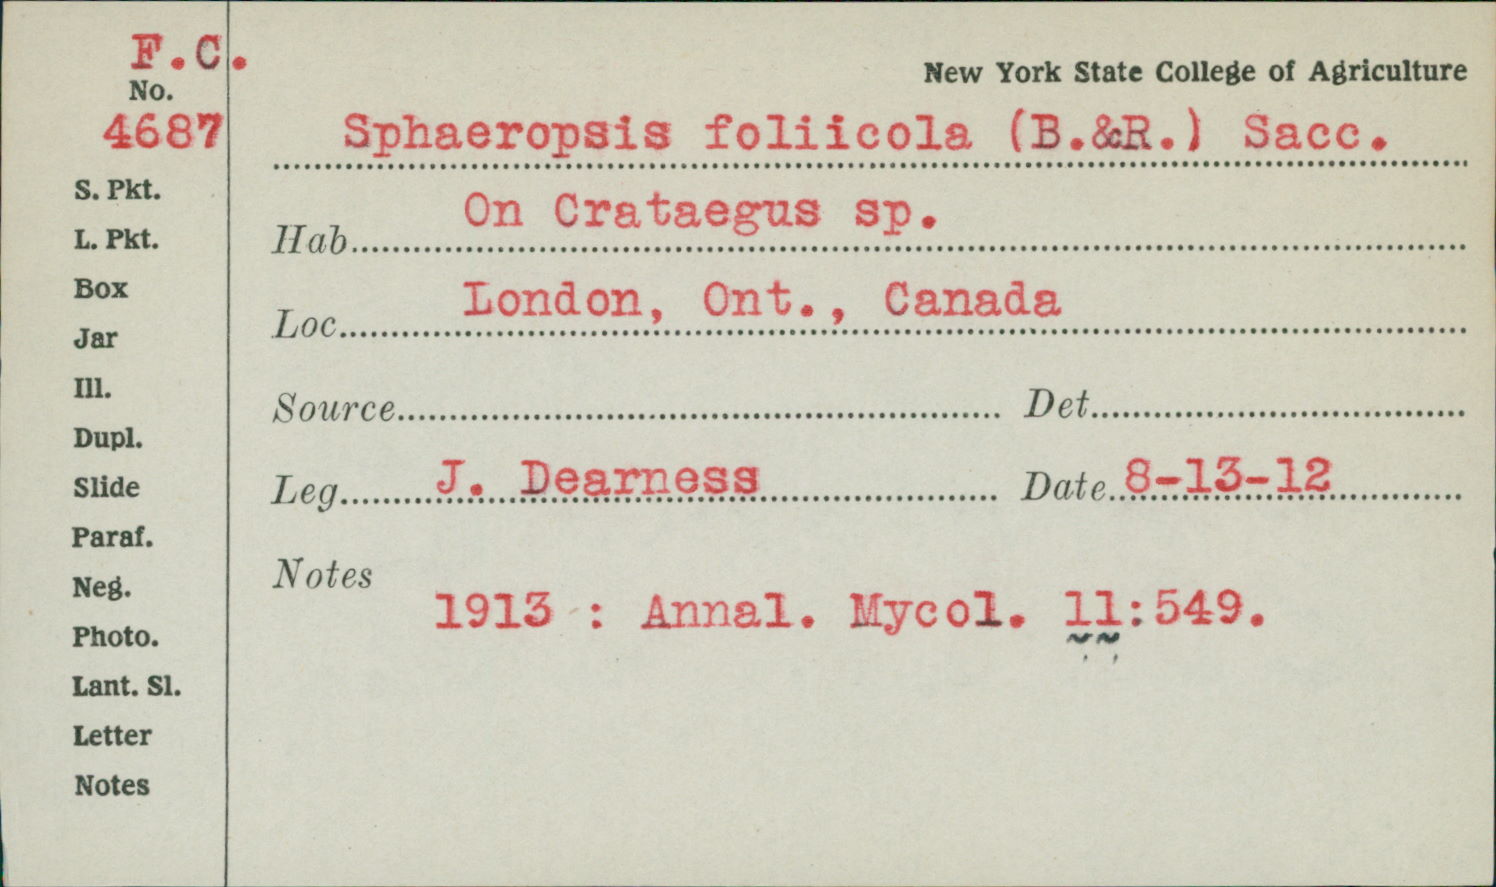 F.C.
No.
4687
New York State College of Agriculture
Sphaeropsis foliicola (B.&R.) Sacc.
Hab. On Crataegus sp.
Loc. London, Ont., Canada
Source Det.
Leg. J. Dearness Date 8-13-12
Notes
1913 : Annal. Mycol. 11:549.
S. Pkt.
L. Pkt.
Box
Jar
Ill.
Dupl.
Slide
Paraf.
Neg.
Photo.
Lant. Sl.
Letter
Notes